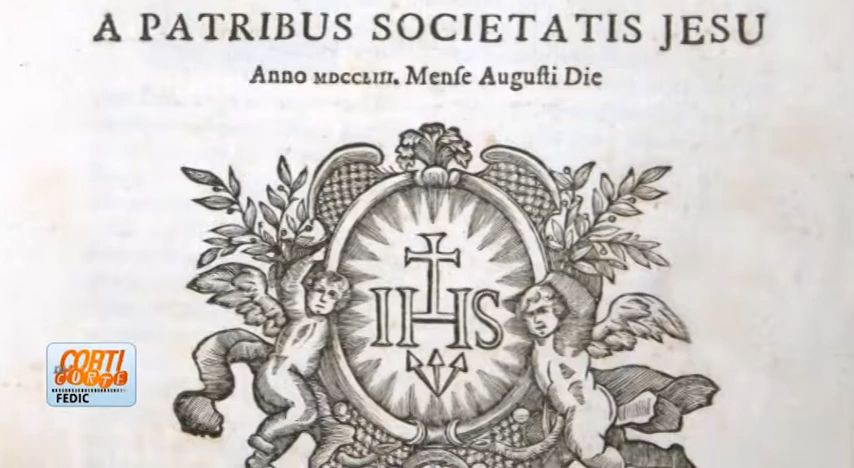 A PATRIBUS SOCIETATIS JESU
Anno MDCCLIII. Menſe Auguſti Die
IHS
CORTI
CORTE
FEDIC